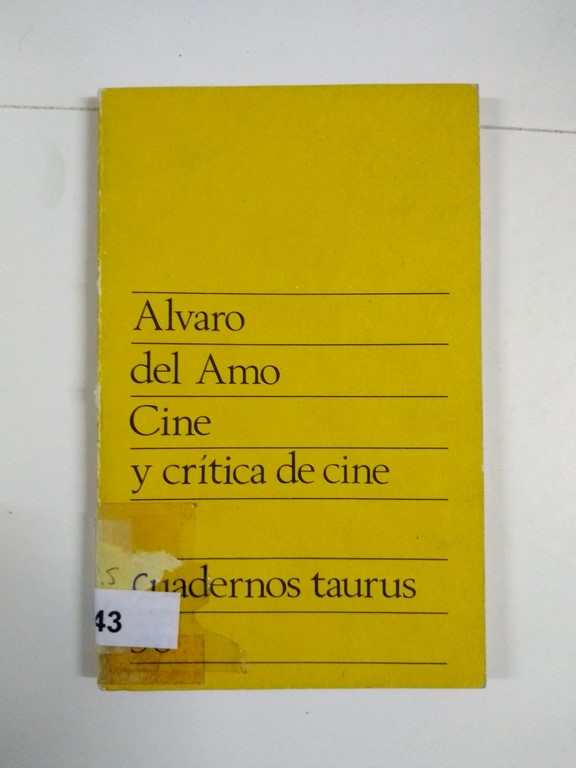 Alvaro
del Amo
Cine
y crítica de cine
Cuadernos taurus
43